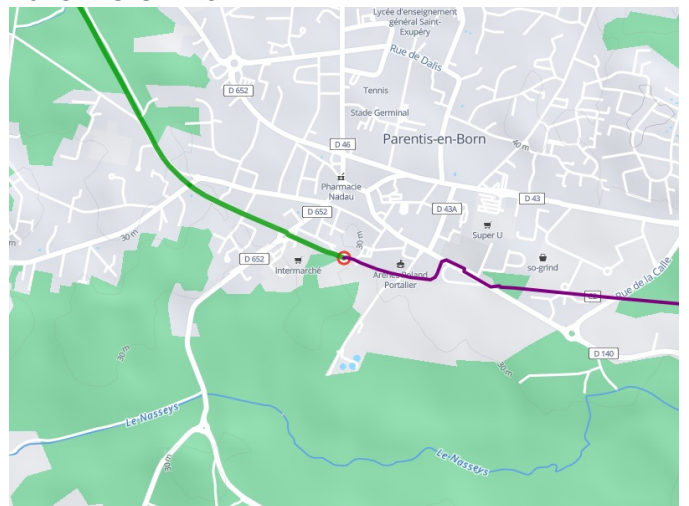 Lycée d'enseignement
général Saint-
Exupéry
Rue de Dalis
D 652
Tennis
Stade Germinal
D 46
Parentis-en-Born
40 m
Pharmacie
Nadau
D 43
D 652
D 43A
30 m
30 m
Super U
D 652
Intermarché
Arènes Roland
Portalier
so-grind
Rue de la Calle
30 m
30 m
D 140
Le Nasseys
Le Nasseys
30 m